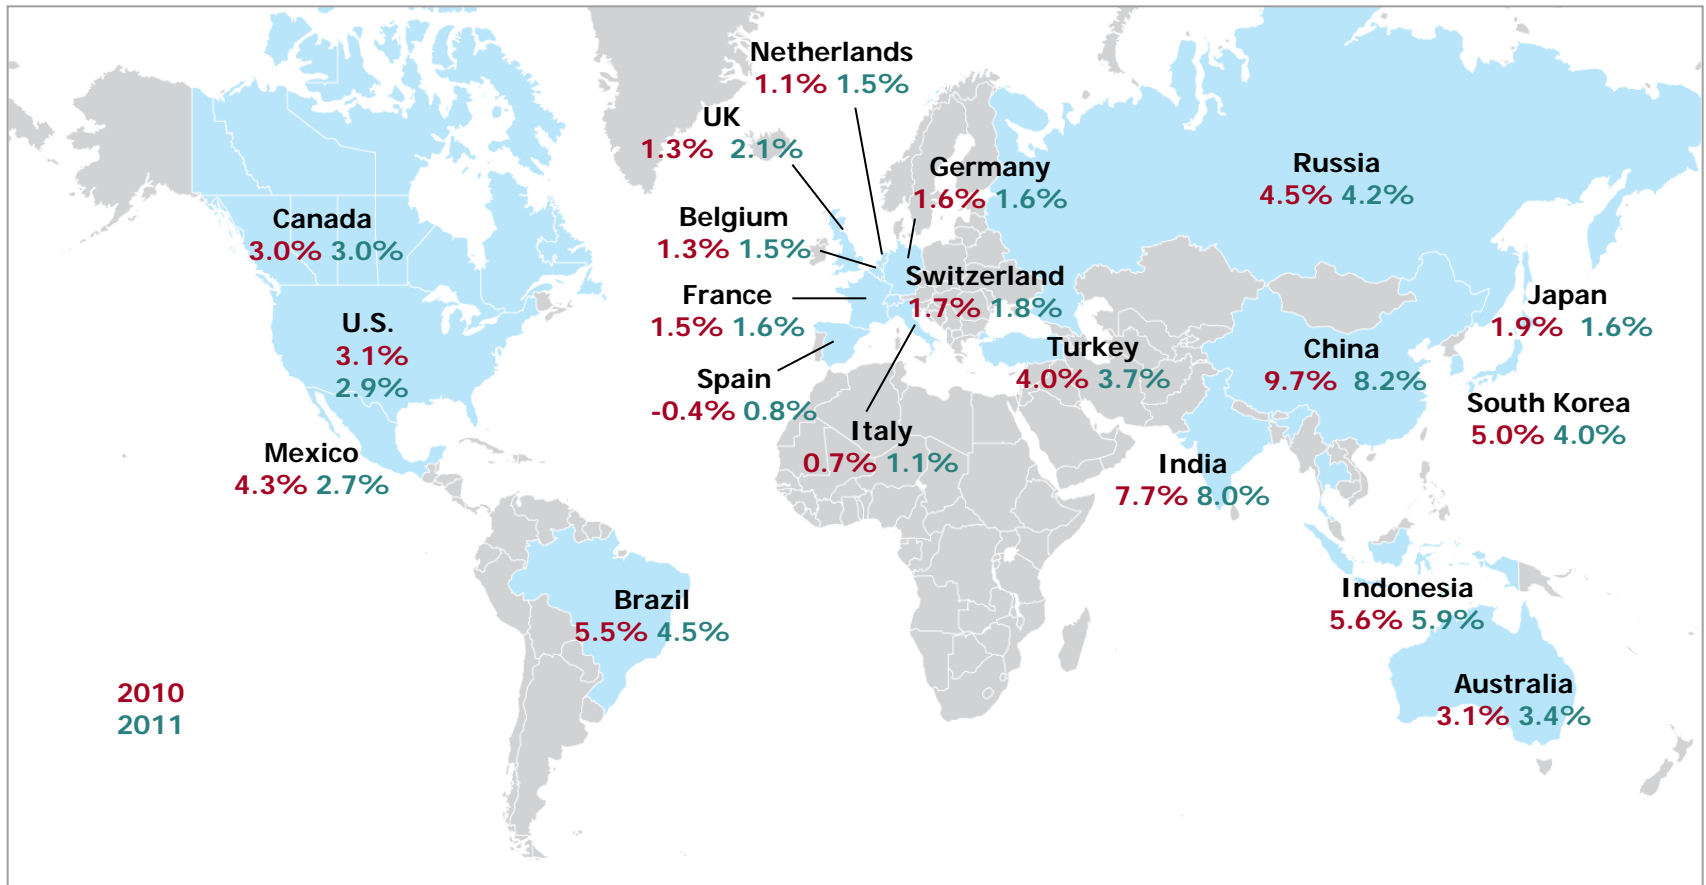 Netherlands
1.1% 1.5%
UK
1.3% 2.1%
Germany
1.6% 1.6%
Russia
4.5% 4.2%
Canada
3.0% 3.0%
Belgium
1.3% 1.5%
Switzerland
1.7% 1.8%
France
1.5% 1.6%
Japan
1.9% 1.6%
U.S.
3.1%
2.9%
Turkey
4.0% 3.7%
China
9.7% 8.2%
Spain
-0.4% 0.8%
South Korea
5.0% 4.0%
Italy
0.7% 1.1%
Mexico
4.3% 2.7%
India
7.7% 8.0%
Brazil
5.5% 4.5%
Indonesia
5.6% 5.9%
Australia
3.1% 3.4%
2010
2011